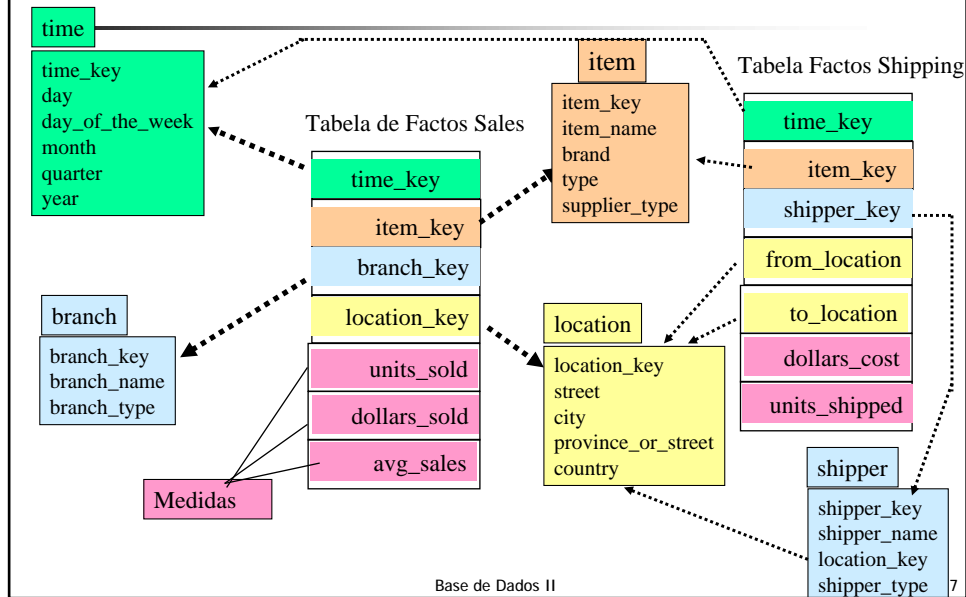 time
time_key
day
day_of_the_week
month
quarter
year
Tabela de Factos Sales
time_key
item_key
branch_key
location_key
units_sold
dollars_sold
avg_sales
Medidas
branch
branch_key
branch_name
branch_type
item
item_key
item_name
brand
type
supplier_type
location
location_key
street
city
province_or_street
country
Tabela Factos Shipping
time_key
item_key
shipper_key
from_location
to_location
dollars_cost
units_shipped
shipper
shipper_key
shipper_name
location_key
shipper_type
Base de Dados II
7